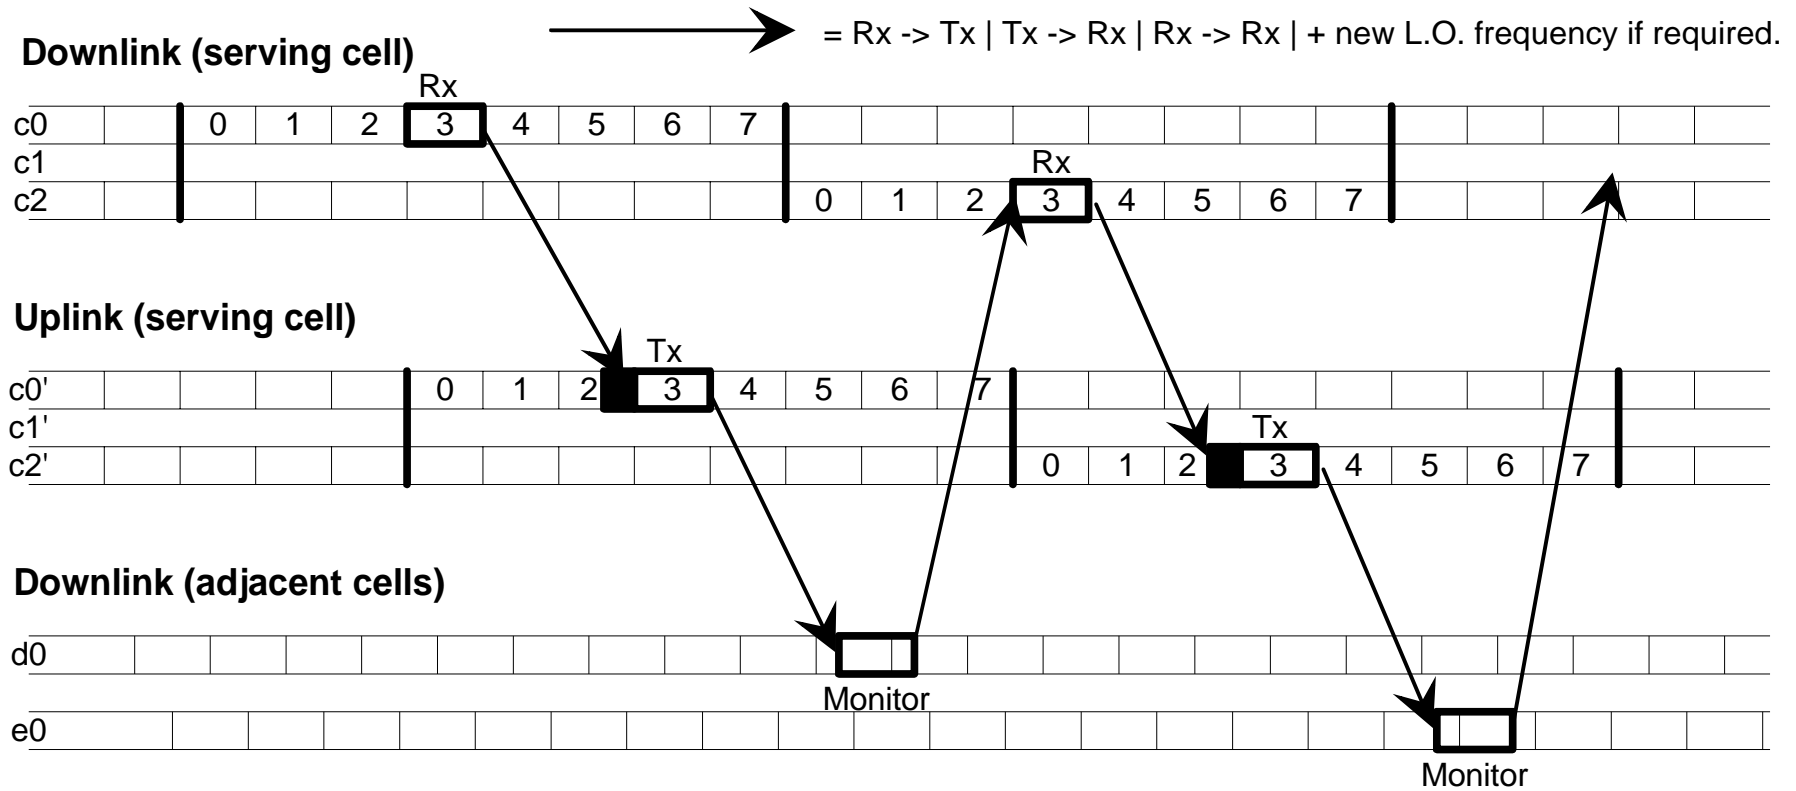 = Rx -> Tx | Tx -> Rx | Rx -> Rx | + new L.O. frequency if required.
Downlink (serving cell)
Rx
c0 0 1 2 3 4 5 6 7
c1 Rx
c2 0 1 2 3 4 5 6 7
Uplink (serving cell)
Tx
c0' 0 1 2 3 4 5 6 7
c1' Tx
c2' 0 1 2 3 4 5 6 7
Downlink (adjacent cells)
d0
Monitor
e0
Monitor